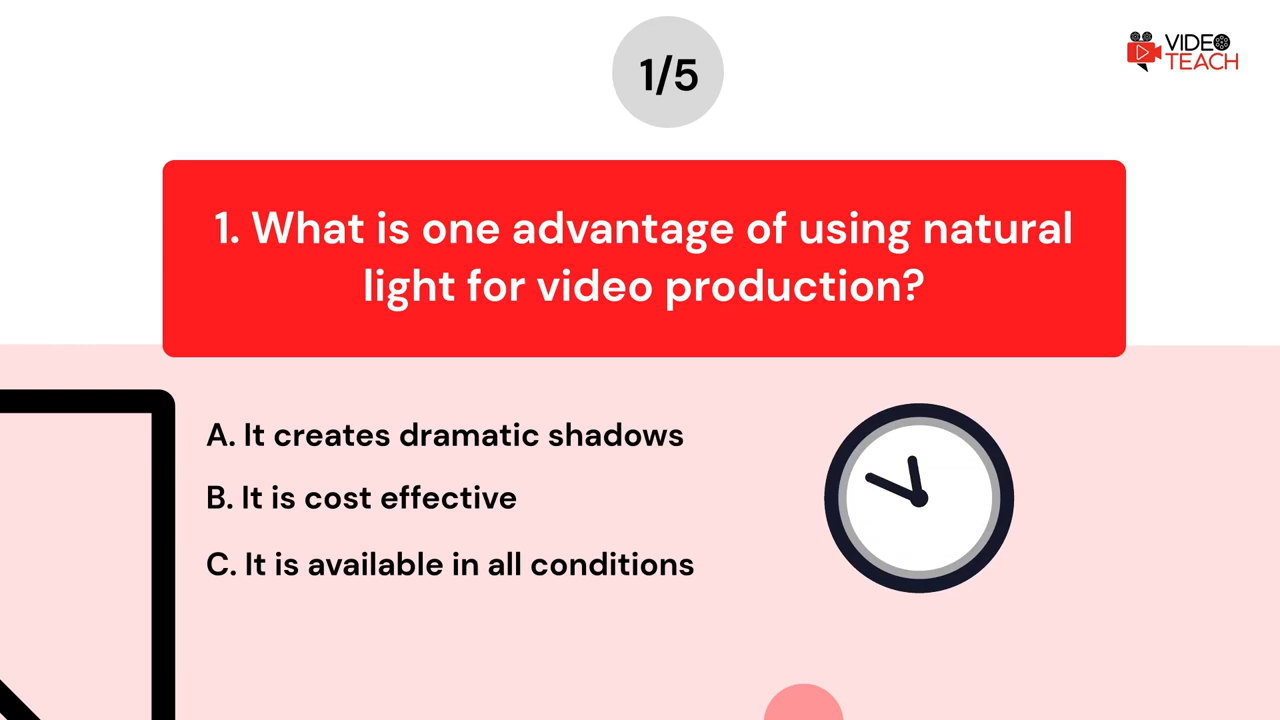 1/5
VIDEO
TEACH
1. What is one advantage of using natural
light for video production?
A. It creates dramatic shadows
B. It is cost effective
C. It is available in all conditions